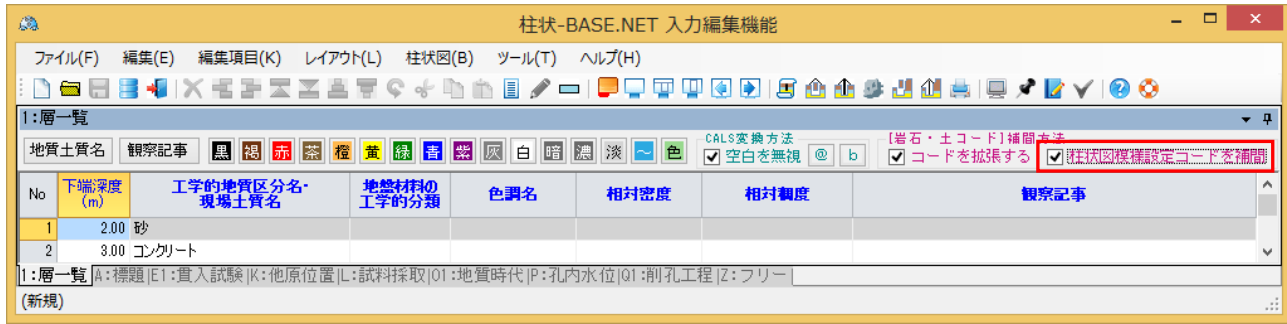 柱状-BASE.NET 入力編集機能
ファイル(F) 編集(E) 編集項目(K) レイアウト(L) 柱状図(B) ツール(T) ヘルプ(H)
1:層一覧
地質土質名 観察記事 黒 褐 赤 茶 橙 黄 緑 青 紫 灰 白 暗 濃 淡 ～ 色
CALS変換方法
空白を無視 @ b
[岩石・土コード]補間方法
コードを拡張する 柱状図模様設定コードを補間
No 下端深度(m) 工学的地質区分名・現場土質名 地盤材料の工学的分類 色調名 相対密度 相対稠度 観察記事
1 2.00 砂
2 3.00 コンクリート
1:層一覧 A:標題|E1:貫入試験|K:他原位置|L:試料採取|O1:地質時代|P:孔内水位|Q1:削孔工程|Z:フリー
(新規)